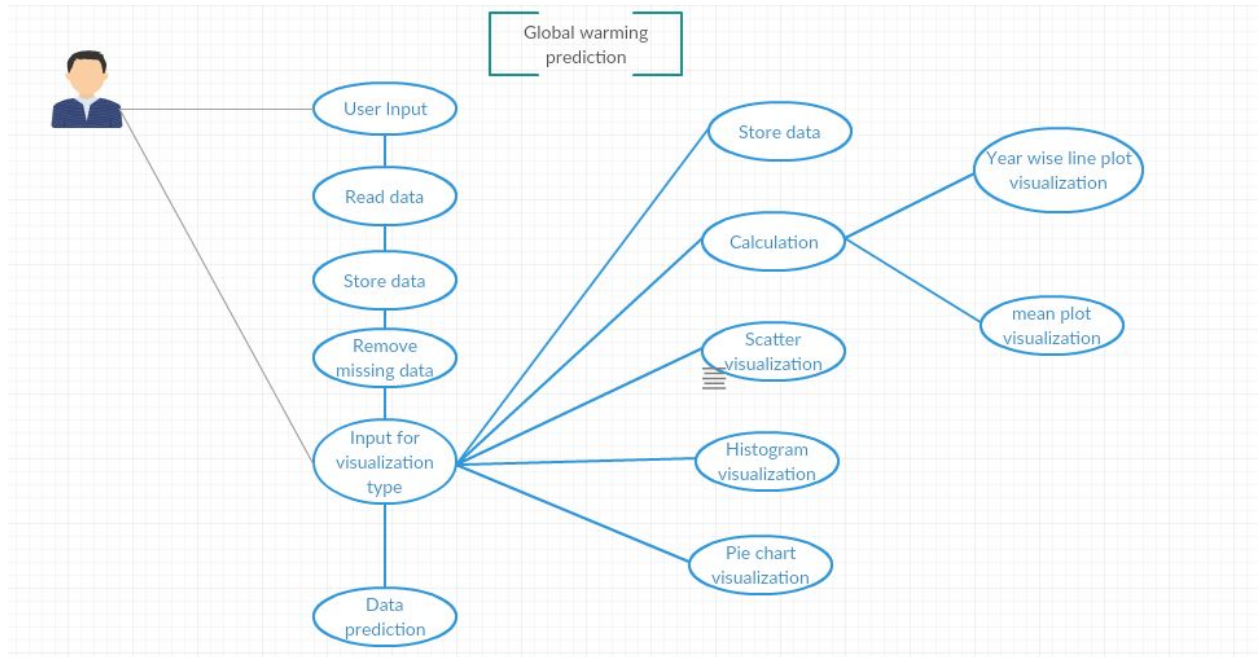 Global warming
prediction
User Input
Read data
Store data
Remove
missing data
Input for
visualization
type
Data
prediction
Store data
Calculation
Scatter
visualization
Histogram
visualization
Pie chart
visualization
Year wise line plot
visualization
mean plot
visualization